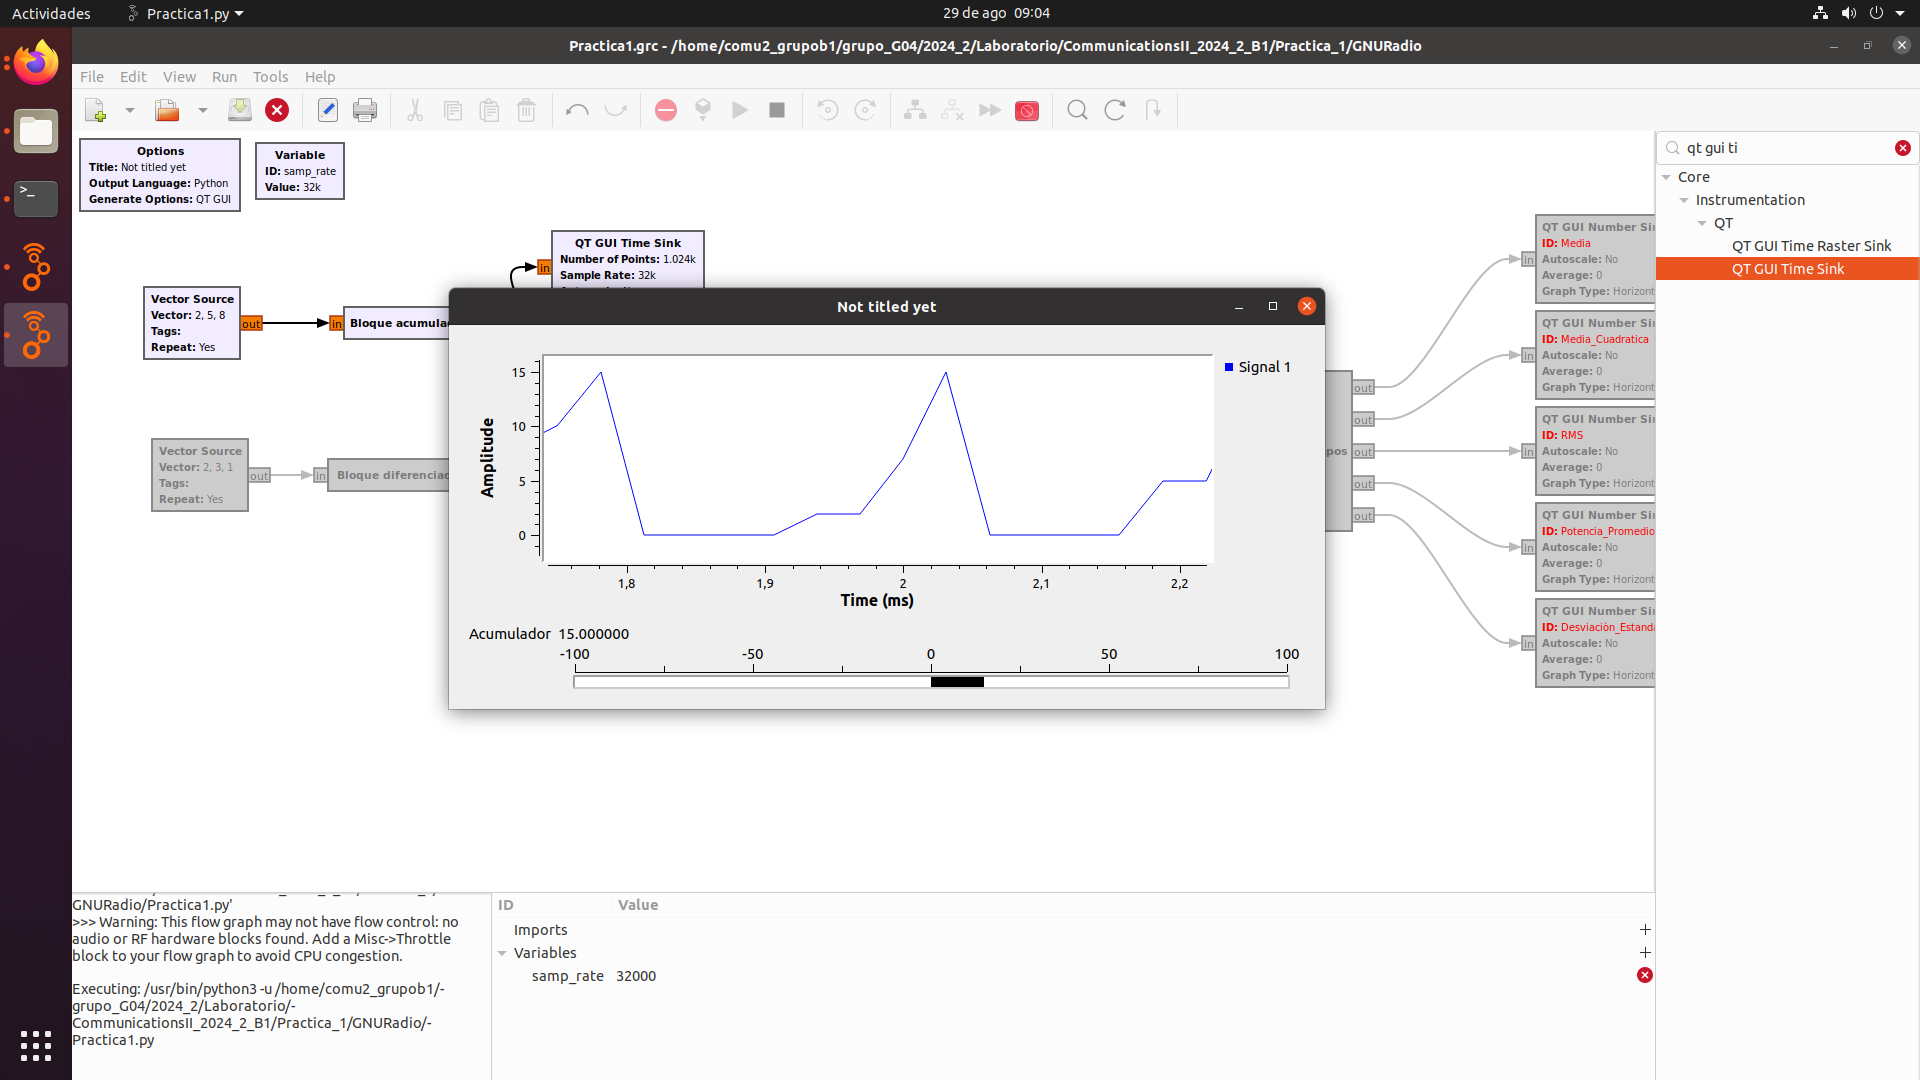 Actividades
Practica1.py
29 de ago 09:04
Practica1.grc - /home/comu2_grupob1/grupo_G04/2024_2/Laboratorio/CommunicationsII_2024_2_B1/Practica_1/GNURadio
File Edit View Run Tools Help
Options
Title: Not titled yet
Output Language: Python
Generate Options: QT GUI
Variable
ID: samp_rate
Value: 32k
QT GUI Time Sink
Number of Points: 1.024k
Sample Rate: 32k
in
Vector Source
Vector: 2, 5, 8
Tags:
Repeat: Yes
out
in
Bloque acumula
Vector Source
Vector: 2, 3, 1
Tags:
Repeat: Yes
out
in
Bloque diferenciad
Not titled yet
Signal 1
Amplitude
15
10
5
0
1,8
1,9
2
2,1
2,2
Time (ms)
Acumulador 15.000000
-100
-50
0
50
100
pos
out
out
out
out
out
in
QT GUI Number Si
ID: Media
Autoscale: No
Average: 0
Graph Type: Horizont
in
QT GUI Number Si
ID: Media_Cuadratica
Autoscale: No
Average: 0
Graph Type: Horizont
in
QT GUI Number Si
ID: RMS
Autoscale: No
Average: 0
Graph Type: Horizont
in
QT GUI Number Si
ID: Potencia_Promedio
Autoscale: No
Average: 0
Graph Type: Horizont
in
QT GUI Number Si
ID: Desviaciòn_Estanda
Autoscale: No
Average: 0
Graph Type: Horizont
qt gui ti
Core
Instrumentation
QT
QT GUI Time Raster Sink
QT GUI Time Sink
GNURadio/Practica1.py'
>>> Warning: This flow graph may not have flow control: no
audio or RF hardware blocks found. Add a Misc->Throttle
block to your flow graph to avoid CPU congestion.
Executing: /usr/bin/python3 -u /home/comu2_grupob1/-
grupo_G04/2024_2/Laboratorio/-
CommunicationsII_2024_2_B1/Practica_1/GNURadio/-
Practica1.py
ID Value
Imports
Variables
samp_rate 32000